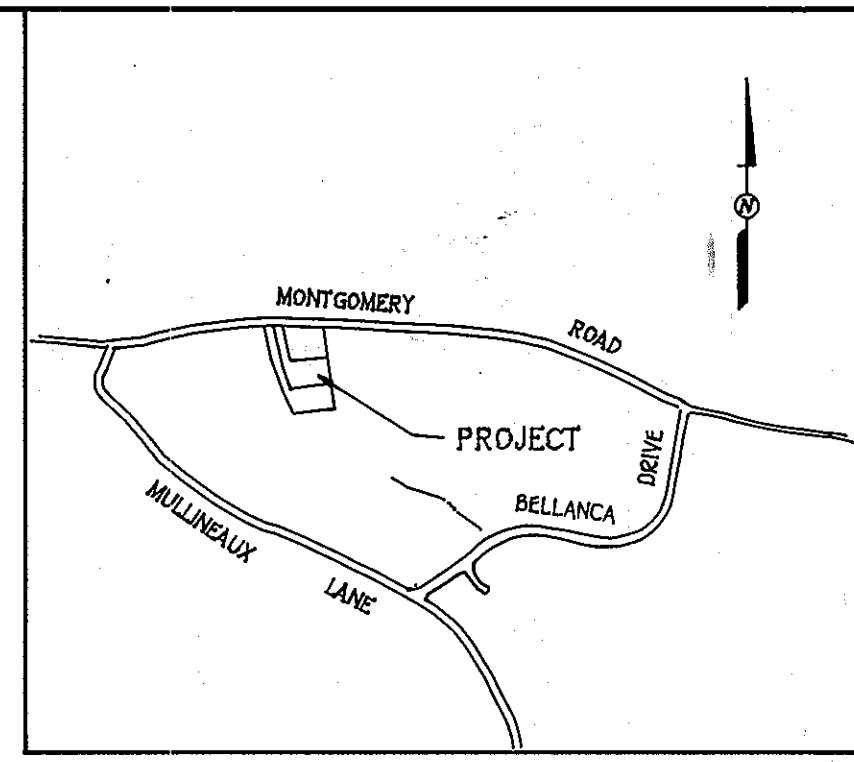 N
MONTGOMERY
ROAD
PROJECT
DRIVE
BELLANCA
MULLINEAUX
LANE